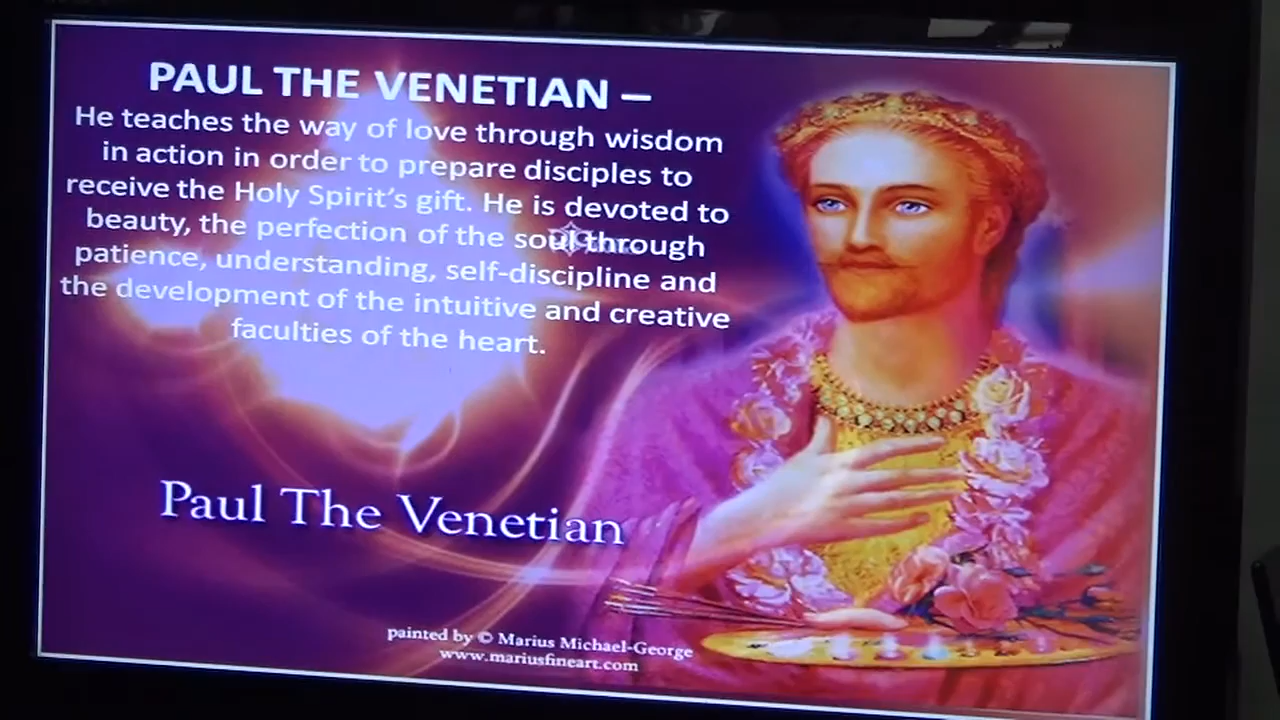 PAUL THE VENETIAN –
He teaches the way of love through wisdom
in action in order to prepare disciples to
receive the Holy Spirit's gift. He is devoted to
beauty, the perfection of the soul through
patience, understanding, self-discipline and
the development of the intuitive and creative
faculties of the heart.
Paul The Venetian
painted by © Marius Michael-George
www.mariusfineart.com